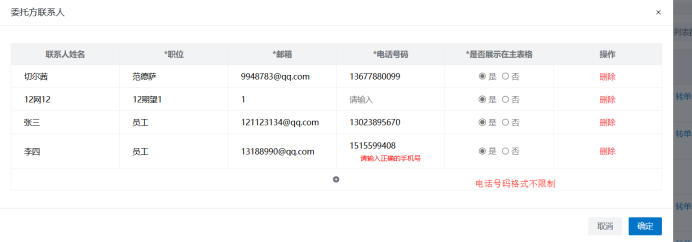 委托方联系人 ×
联系人姓名 *职位 *邮箱 *电话号码 *是否展示在主表格 操作
切尔茜 范德萨 9948783@qq.com 13677880099 是 否 删除
12网12 12期望1 1 请输入 是 否 删除
张三 员工 121123134@qq.com 13023895670 是 否 删除
李四 员工 13188990@qq.com 1515599408 是 否 删除
请输入正确的手机号
电话号码格式不限制
取消 确定
列表
转单
转单
转单
转单